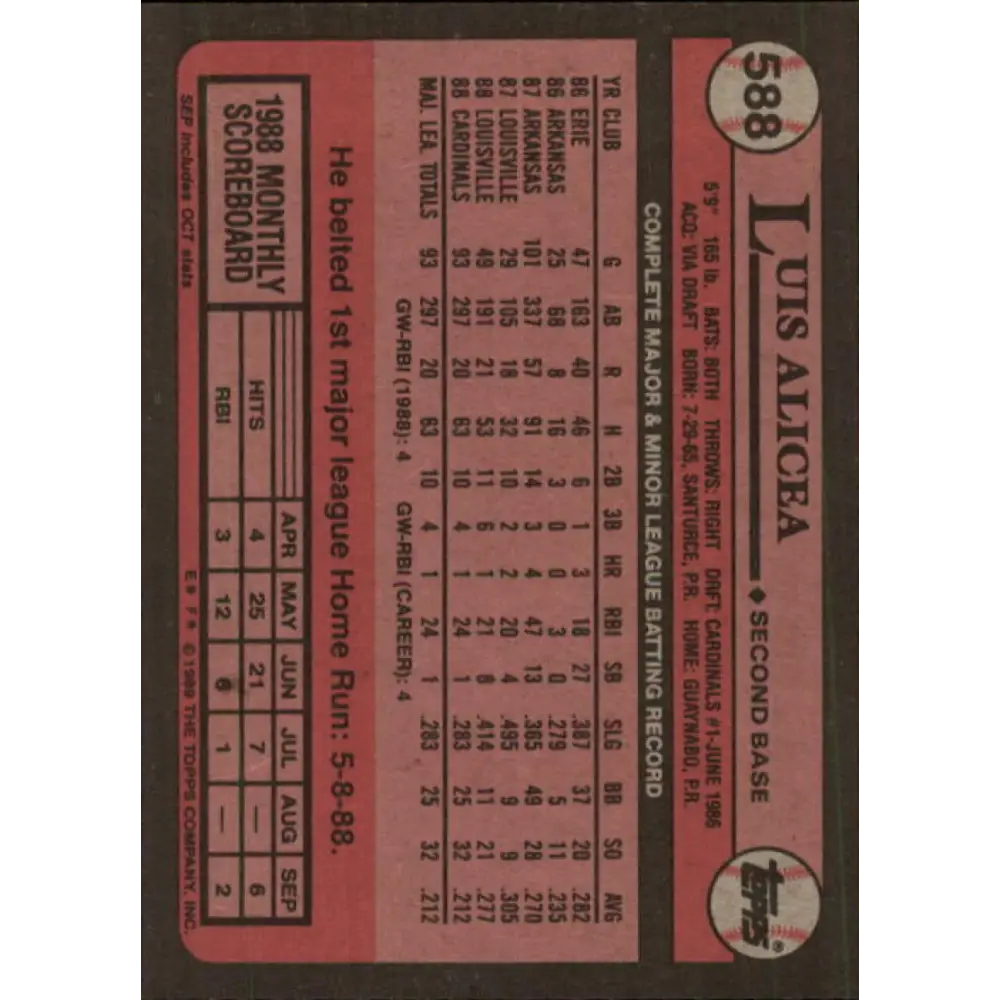 588
LUIS ALICEA ♦ SECOND BASE
TOPPS®
5'9" 165 lb. BATS: BOTH THROWS: RIGHT DRFT: CARDINALS #1-JUNE 1986
ACQ: VIA DRAFT BORN: 7-29-65, SANTURCE, P.R. HOME: GUAYNABO, P.R.
COMPLETE MAJOR & MINOR LEAGUE BATTING RECORD
YR CLUB G AB R H 2B 3B HR RBI SB SLG BB SO AVG
86 ERIE 47 163 40 46 6 1 3 18 27 .387 37 20 .282
86 ARKANSAS 25 68 8 16 3 0 0 3 0 .279 5 11 .235
87 ARKANSAS 101 337 57 91 14 3 4 47 13 .365 49 28 .270
87 LOUISVILLE 29 105 18 32 10 2 2 20 4 .495 9 9 .305
88 LOUISVILLE 49 191 21 53 11 6 1 21 8 .414 11 21 .277
88 CARDINALS 93 297 20 63 10 4 1 24 1 .283 25 32 .212
MAJ. LEA. TOTALS 93 297 20 63 10 4 1 24 1 .283 25 32 .212
GW-RBI (1988): 4 GW-RBI (CAREER): 4
He belted 1st major league Home Run: 5-8-88.
1988 MONTHLY
SCOREBOARD
APR MAY JUN JUL AUG SEP
HITS 4 25 21 7 — 6
RBI 3 12 6 1 — 2
SEP includes OCT stats
E* F* © 1989 THE TOPPS COMPANY, INC.